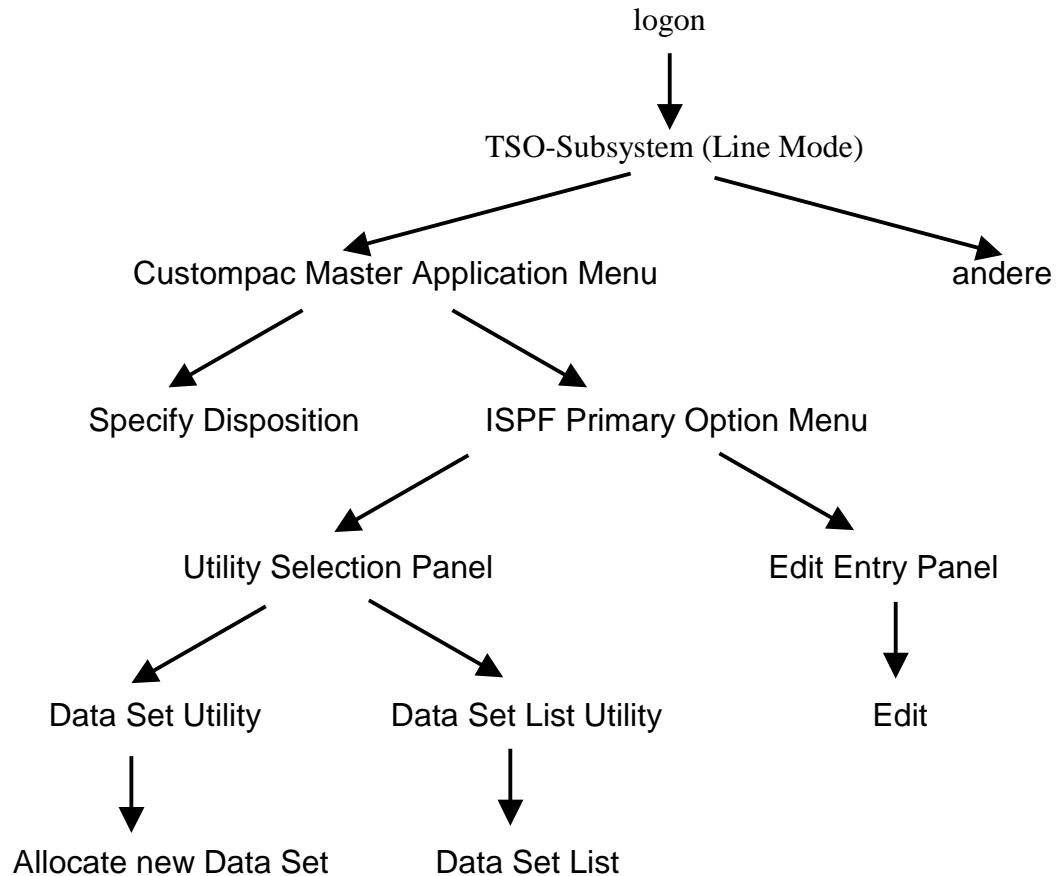 logon
TSO-Subsystem (Line Mode)
Custompac Master Application Menu
andere
Specify Disposition
ISPF Primary Option Menu
Utility Selection Panel
Edit Entry Panel
Data Set Utility
Data Set List Utility
Edit
Allocate new Data Set
Data Set List